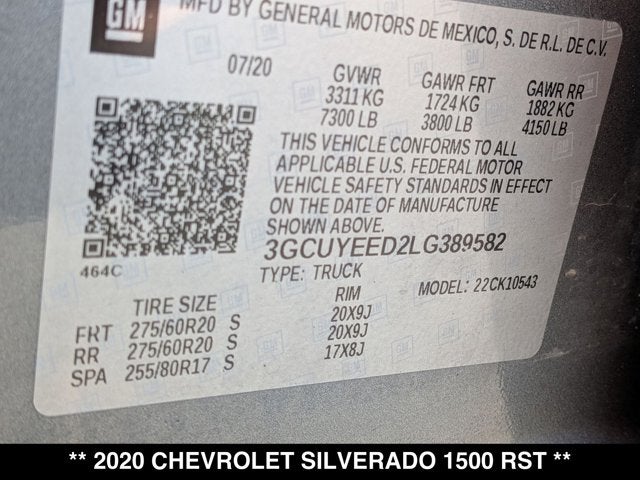 GM
MFD BY GENERAL MOTORS DE MEXICO, S. DE R.L. DE C.V.
07/20 GVWR GAWR FRT GAWR RR
3311 KG 1724 KG 1882 KG
7300 LB 3800 LB 4150 LB
THIS VEHICLE CONFORMS TO ALL
APPLICABLE U.S. FEDERAL MOTOR
VEHICLE SAFETY STANDARDS IN EFFECT
ON THE DATE OF MANUFACTURE
SHOWN ABOVE.
464C 3GCUYEED2LG389582
TYPE: TRUCK MODEL: 22CK10543
TIRE SIZE RIM
FRT 275/60R20 S 20X9J
RR 275/60R20 S 20X9J
SPA 255/80R17 S 17X8J
** 2020 CHEVROLET SILVERADO 1500 RST **